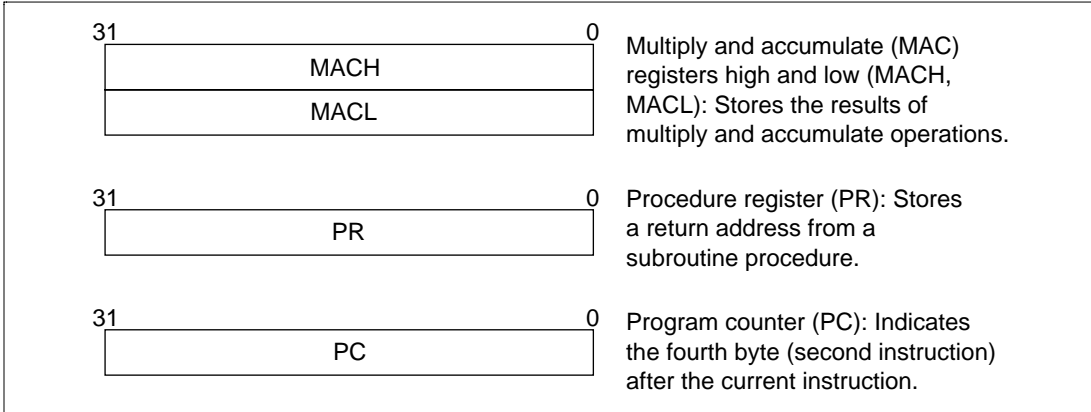 31 0
MACH
MACL
Multiply and accumulate (MAC)
registers high and low (MACH,
MACL): Stores the results of
multiply and accumulate operations.
31 0
PR
Procedure register (PR): Stores
a return address from a
subroutine procedure.
31 0
PC
Program counter (PC): Indicates
the fourth byte (second instruction)
after the current instruction.